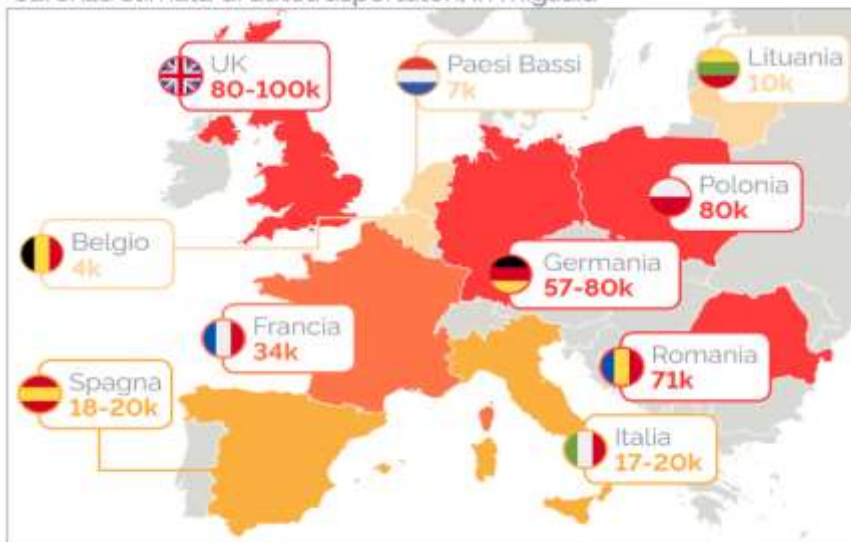 UK
80-100k
Paesi Bassi
7k
Lituania
10k
Polonia
80k
Belgio
4k
Germania
57-80k
Francia
34k
Romania
71k
Spagna
18-20k
Italia
17-20k